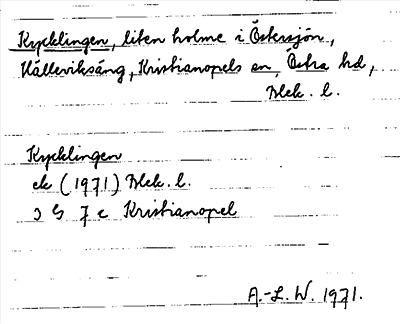 Kycklingen, liten holme i Östersjön,
Källeviksäng, Kristianopels sn, Östra hd,
Blek. l.
Kycklingen
ek (1971) Blek. l.
3 G 7 c Kristianopel
A.-L. W. 1971.